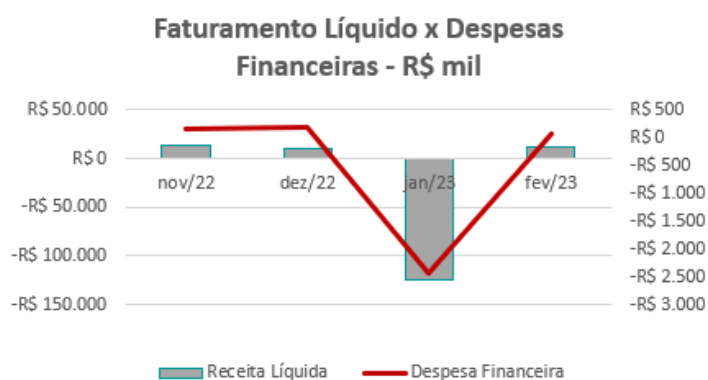 Faturamento Líquido x Despesas
Financeiras - R$ mil
R$ 50.000
R$ 0
-R$ 50.000
-R$ 100.000
-R$ 150.000
R$ 500
R$ 0
-R$ 500
-R$ 1.000
-R$ 1.500
-R$ 2.000
-R$ 2.500
-R$ 3.000
nov/22
dez/22
jan/23
fev/23
Receita Líquida
Despesa Financeira